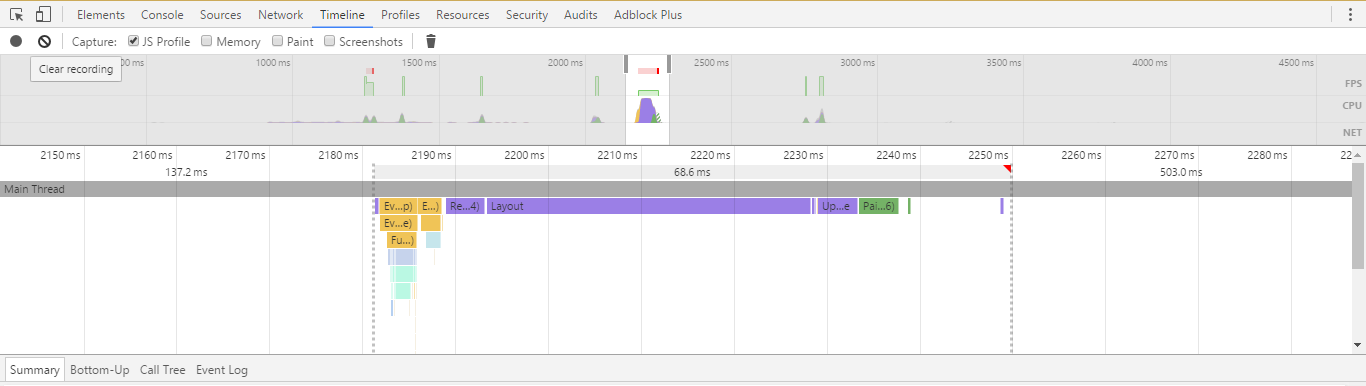 Elements Console Sources Network Timeline Profiles Resources Security Audits Adblock Plus
Capture: JS Profile Memory Paint Screenshots
Clear recording
ms 1000 ms 1500 ms 2000 ms 2500 ms 3000 ms 3500 ms 4000 ms 4500 ms
FPS
CPU
NET
2150 ms 2160 ms 2170 ms 2180 ms 2190 ms 2200 ms 2210 ms 2220 ms 2230 ms 2240 ms 2250 ms 2260 ms 2270 ms 2280 ms 22
137.2 ms 68.6 ms 503.0 ms
Main Thread
Ev…p) E…) Re…4) Layout Up…e Pai…6)
Ev…e)
Fu…)
Summary Bottom-Up Call Tree Event Log